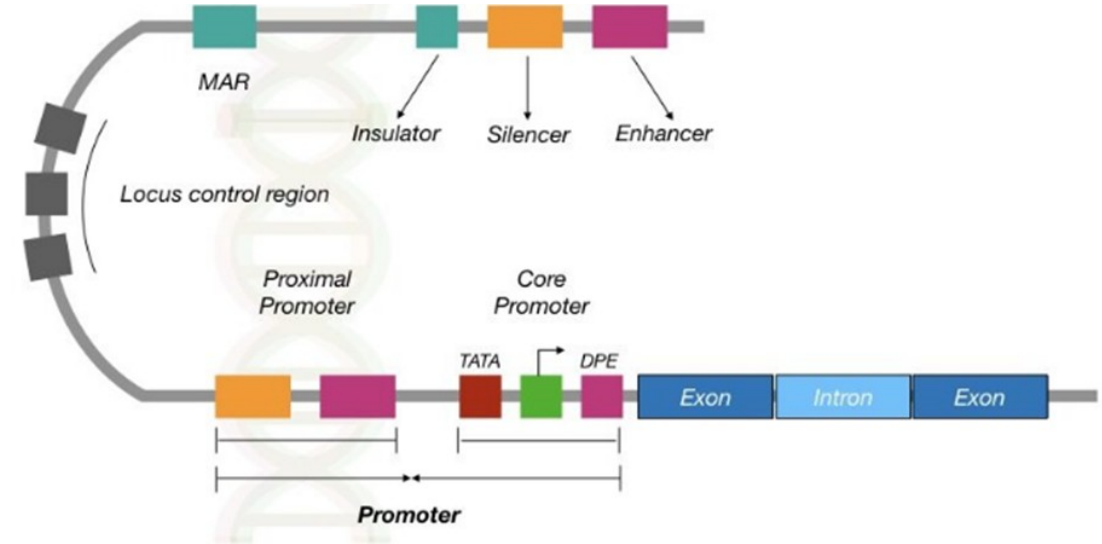 MAR
Insulator
Silencer
Enhancer
Locus control region
Proximal
Promoter
Core
Promoter
TATA
DPE
Exon
Intron
Exon
Promoter